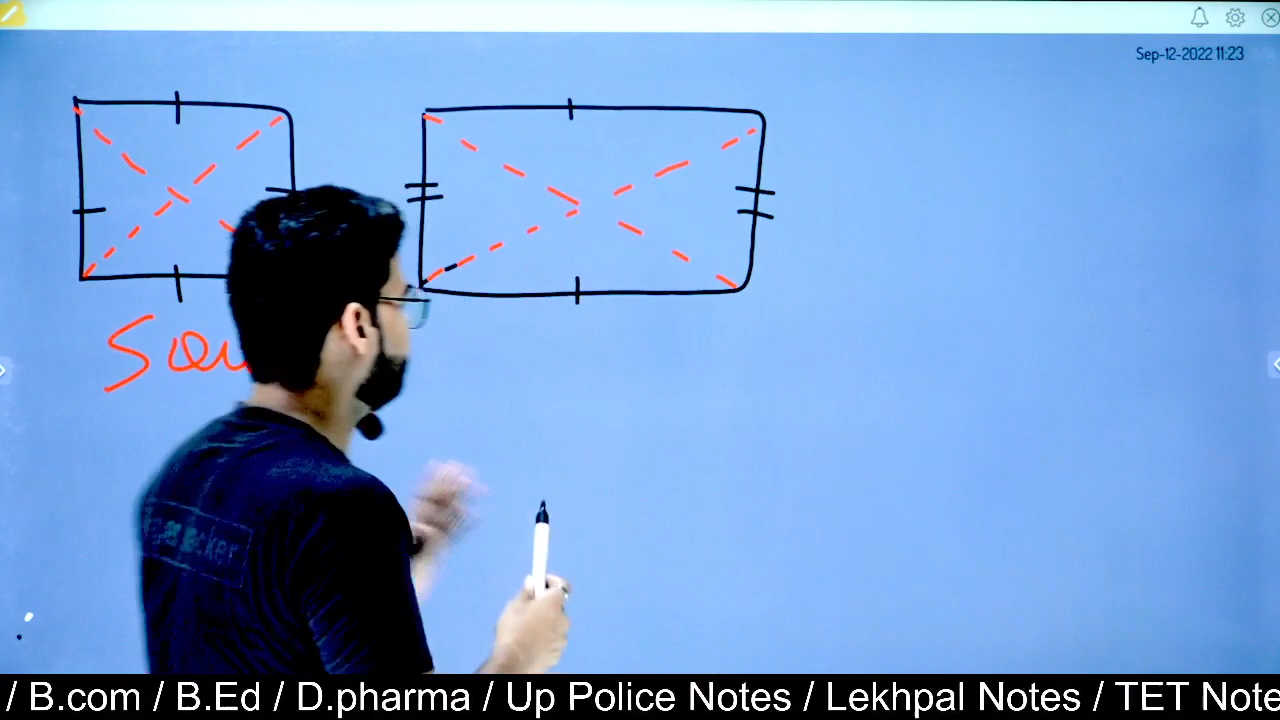 Sep-12-2022 11:23
/ B.com / B.Ed / D.pharma / Up Police Notes / Lekhpal Notes / TET Note